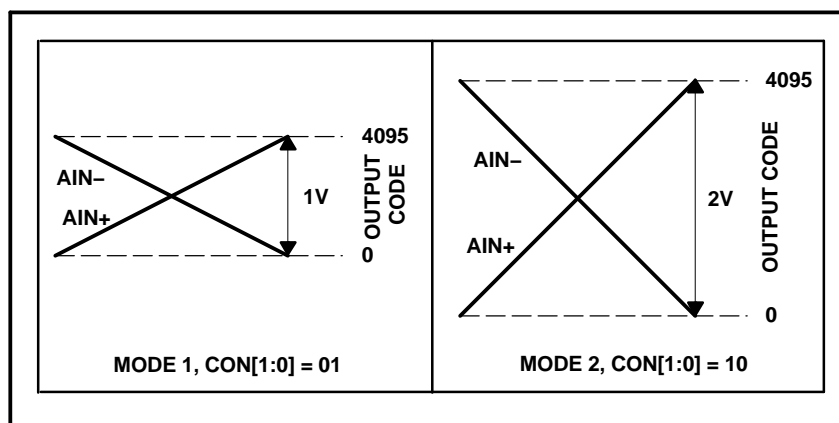 4095
AIN–
1V
AIN+
0
OUTPUT
CODE
MODE 1, CON[1:0] = 01
4095
AIN–
2V
AIN+
0
OUTPUT CODE
MODE 2, CON[1:0] = 10